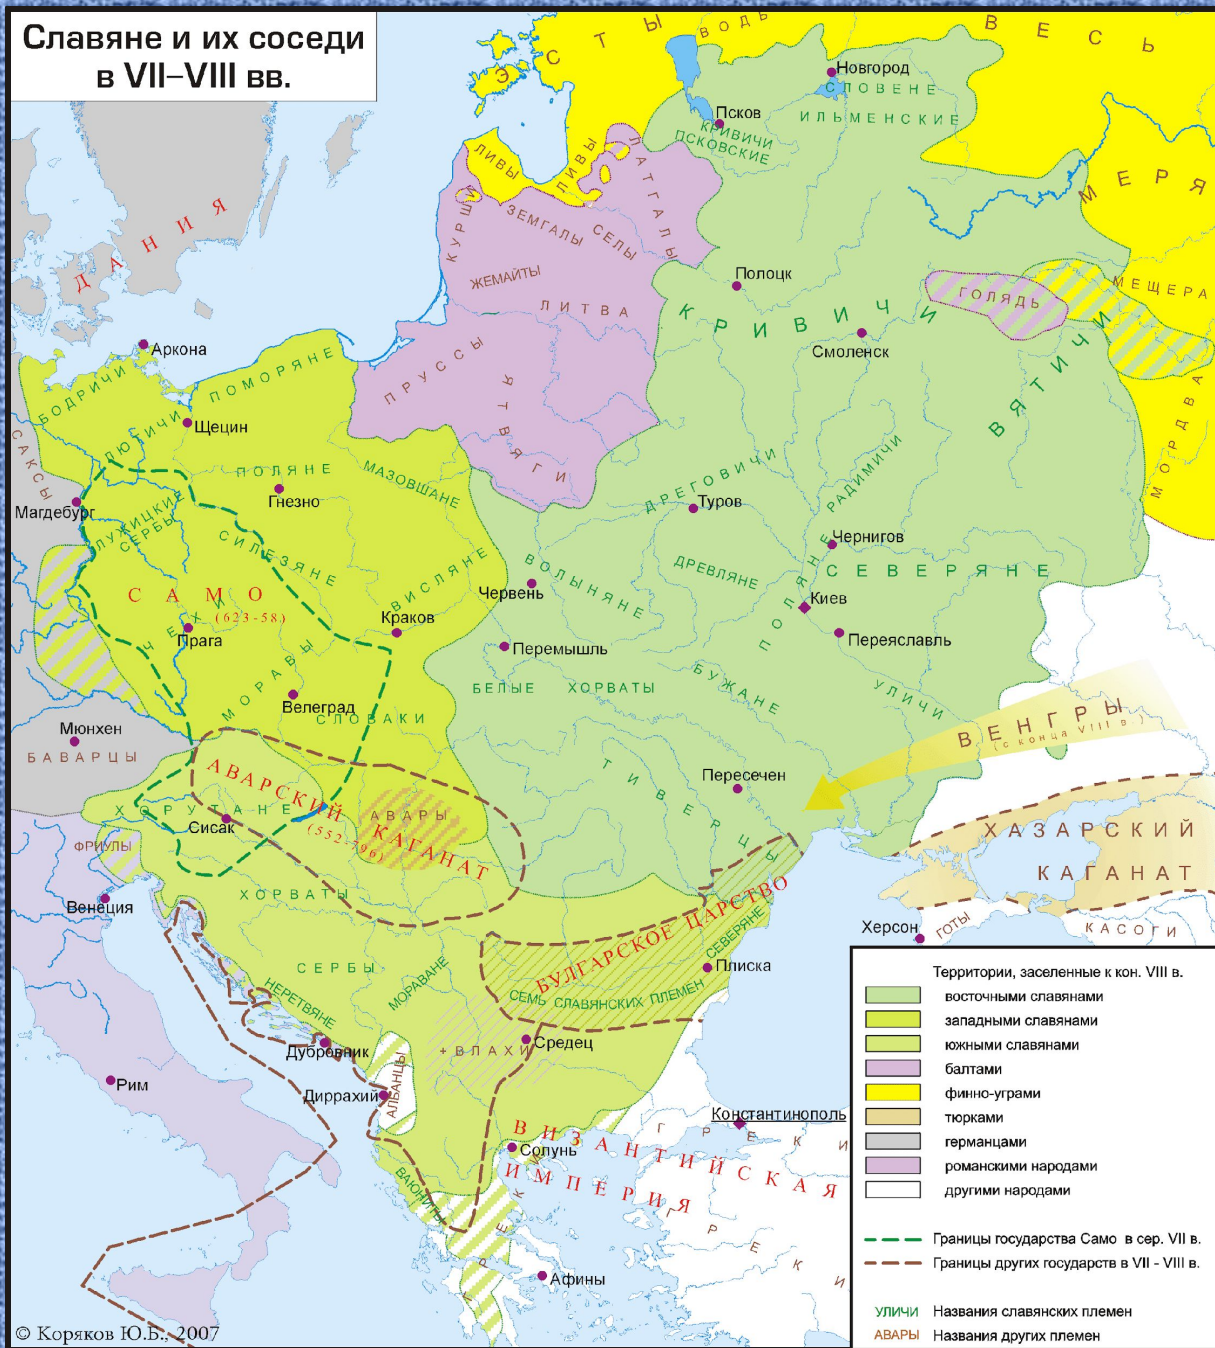 Славяне и их соседи
в VII–VIII вв.
ЭСТЫ
ВОДЬ
ВЕСЬ
Новгород
СЛОВЕНЕ
ИЛЬМЕНСКИЕ
Псков
КРИВИЧИ
ПСКОВСКИЕ
ЛИВЫ
ЛИВЫ
ЛАТГАЛЫ
МЕРЯ
КУРШИ
ЗЕМГАЛЫ
СЕЛЫ
ДАНИЯ
ЖЕМАЙТЫ
ЛИТВА
Полоцк
КРИВИЧИ
ГОЛЯДЬ
МЕЩЕРА
Смоленск
Аркона
БОДРИЧИ
ПОМОРЯНЕ
ПРУССЫ
ЯТВЯГИ
ВЯТИЧИ
МОРДВА
САКСЫ
ЛЮТИЧИ
Щецин
ПОЛЯНЕ
МАЗОВШАНЕ
Гнезно
ДРЕГОВИЧИ
РАДИМИЧИ
Туров
Магдебург
ЛУЖИЦКИЕ
СЕРБЫ
СИЛЕЗЯНЕ
Чернигов
ВИСЛЯНЕ
ВОЛЫНЯНЕ
ДРЕВЛЯНЕ
СЕВЕРЯНЕ
САМО
(623-58)
Червень
ПОЛЯНЕ
Киев
ЧЕХИ
Прага
Краков
Перемышль
Переяславль
МОРАВЫ
Велеград
СЛОВАКИ
БЕЛЫЕ ХОРВАТЫ
БУЖАНЕ
УЛИЧИ
ВЕНГРЫ
(с конца VIII в.)
Мюнхен
БАВАРЦЫ
АВАРСКИЙ
КАГАНАТ
(552-796)
АВАРЫ
ТИВЕРЦЫ
Пересечен
ХОРУТАНЕ
Сисак
ХАЗАРСКИЙ
КАГАНАТ
ФРИУЛЫ
Венеция
ХОРВАТЫ
БУЛГАРСКОЕ ЦАРСТВО
СЕВЕРЯНЕ
Херсон
ГОТЫ
КАСОГИ
СЕРБЫ
МОРАВАНЕ
НЕРЕТВЯНЕ
СЕМЬ СЛАВЯНСКИХ ПЛЕМЕН
Плиска
Дубровник
+ВЛАХИ
Средец
Рим
Диррахий
АЛБАНЦЫ
Константинополь
ВИЗАНТИЙСКАЯ
ИМПЕРИЯ
Солунь
ГРЕКИ
ВАЮНИТЫ
ГРЕКИ
ГРЕКИ
Афины
Территории, заселенные к кон. VIII в.
восточными славянами
западными славянами
южными славянами
балтами
финно-уграми
тюрками
германцами
романскими народами
другими народами
Границы государства Само в сер. VII в.
Границы других государств в VII - VIII в.
УЛИЧИ Названия славянских племен
АВАРЫ Названия других племен
© Коряков Ю.Б., 2007